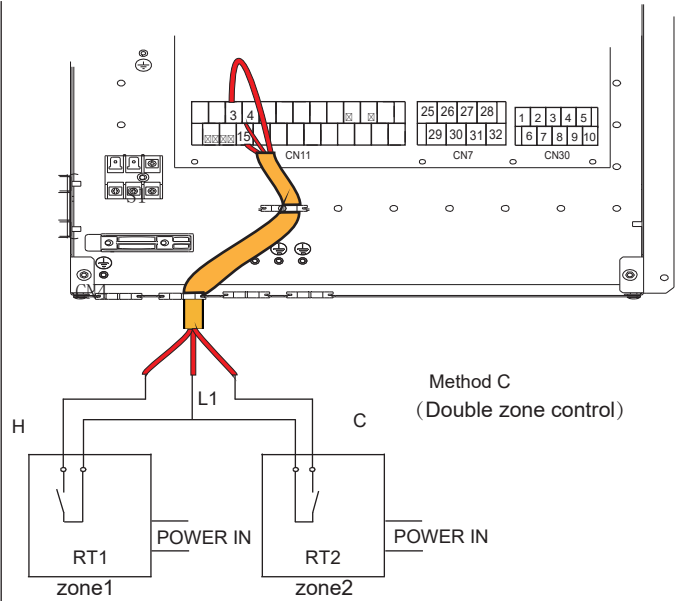 3 4
15
CN11
25 26 27 28
29 30 31 32
CN7
1 2 3 4 5
6 7 8 9 10
CN30
S1
CN4
L1
Method C
(Double zone control)
H
C
RT1
POWER IN
RT2
POWER IN
zone1
zone2